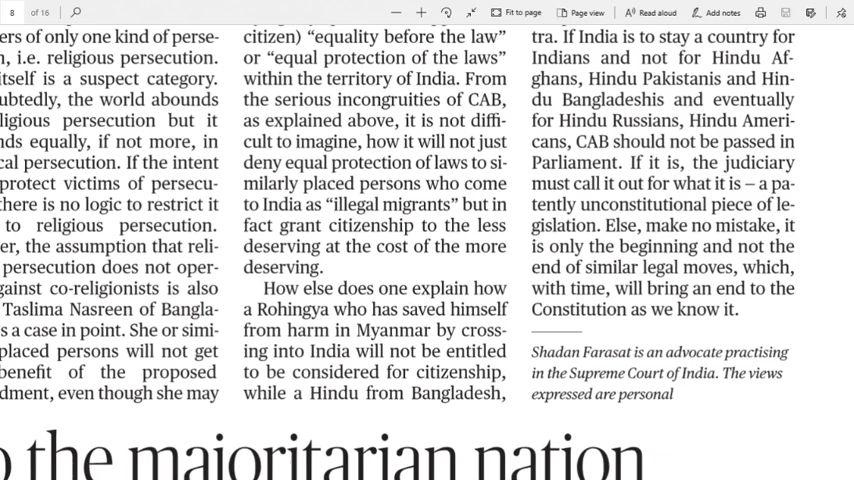 8 of 16 Fit to page Page view Read aloud Add notes
ers of only one kind of perse-
i.e. religious persecution.
itself is a suspect category.
ubtedly, the world abounds
ligious persecution but it
nds equally, if not more, in
cal persecution. If the intent
protect victims of persecu-
there is no logic to restrict it
to religious persecution.
er, the assumption that reli-
persecution does not oper-
gainst co-religionists is also
Taslima Nasreen of Bangla-
s a case in point. She or simi-
placed persons will not get
benefit of the proposed
dment, even though she may
citizen) “equality before the law”
or “equal protection of the laws”
within the territory of India. From
the serious incongruities of CAB,
as explained above, it is not diffi-
cult to imagine, how it will not just
deny equal protection of laws to si-
milarly placed persons who come
to India as “illegal migrants” but in
fact grant citizenship to the less
deserving at the cost of the more
deserving.
How else does one explain how
a Rohingya who has saved himself
from harm in Myanmar by cross-
ing into India will not be entitled
to be considered for citizenship,
while a Hindu from Bangladesh,
tra. If India is to stay a country for
Indians and not for Hindu Af-
ghans, Hindu Pakistanis and Hin-
du Bangladeshis and eventually
for Hindu Russians, Hindu Ameri-
cans, CAB should not be passed in
Parliament. If it is, the judiciary
must call it out for what it is – a pa-
tently unconstitutional piece of le-
gislation. Else, make no mistake, it
is only the beginning and not the
end of similar legal moves, which,
with time, will bring an end to the
Constitution as we know it.
Shadan Farasat is an advocate practising
in the Supreme Court of India. The views
expressed are personal
o the majoritarian nation